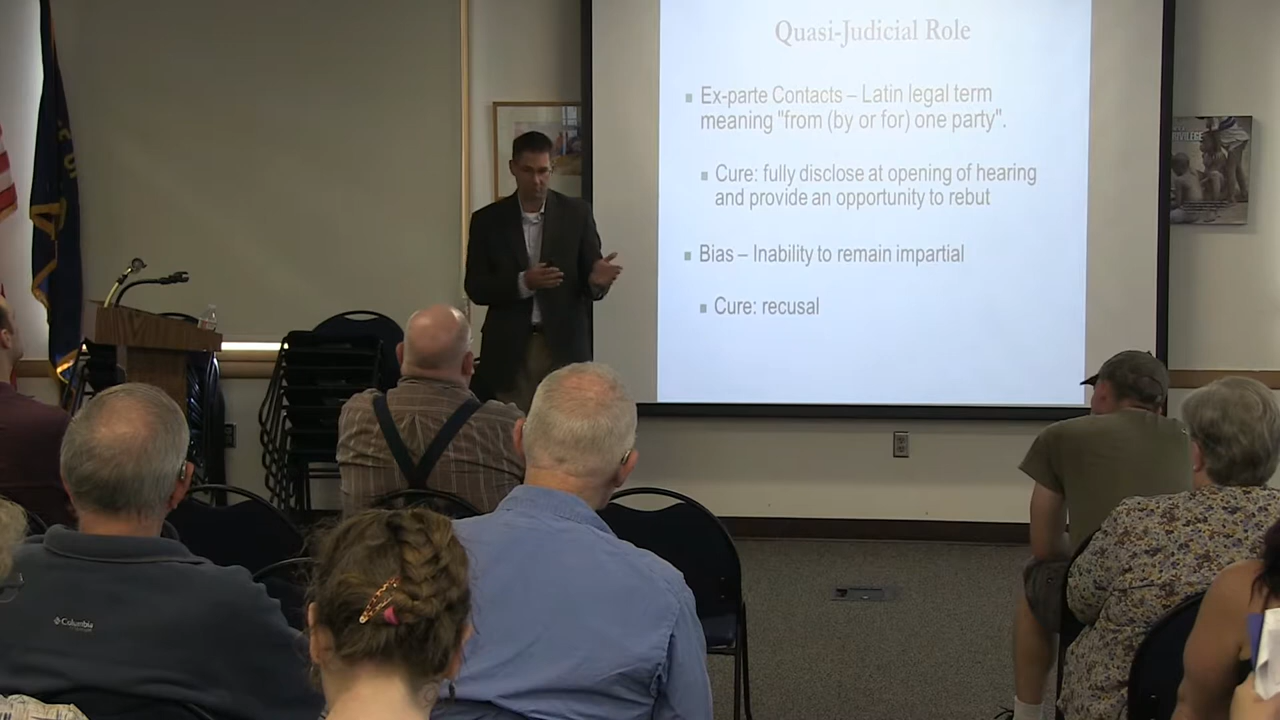 Quasi-Judicial Role
Ex-parte Contacts – Latin legal term
meaning "from (by or for) one party".
Cure: fully disclose at opening of hearing
and provide an opportunity to rebut
Bias – Inability to remain impartial
Cure: recusal
Columbia